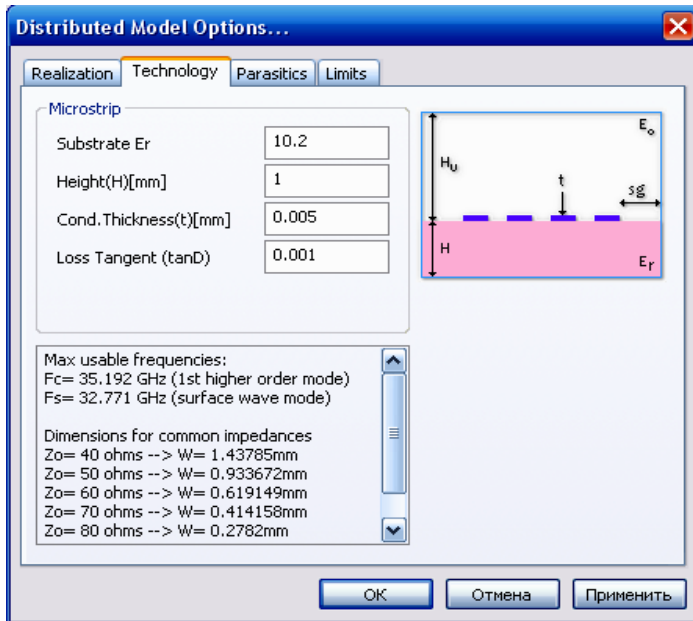 Distributed Model Options...
Realization Technology Parasitics Limits
Microstrip
Substrate Er 10.2
Height(H)[mm] 1
Cond.Thickness(t)[mm] 0.005
Loss Tangent (tanD) 0.001
Eo
HU
t
sg
H
Er
Max usable frequencies:
Fc= 35.192 GHz (1st higher order mode)
Fs= 32.771 GHz (surface wave mode)
Dimensions for common impedances
Zo= 40 ohms --> W= 1.43785mm
Zo= 50 ohms --> W= 0.933672mm
Zo= 60 ohms --> W= 0.619149mm
Zo= 70 ohms --> W= 0.414158mm
Zo= 80 ohms --> W= 0.2782mm
OK Отмена Применить